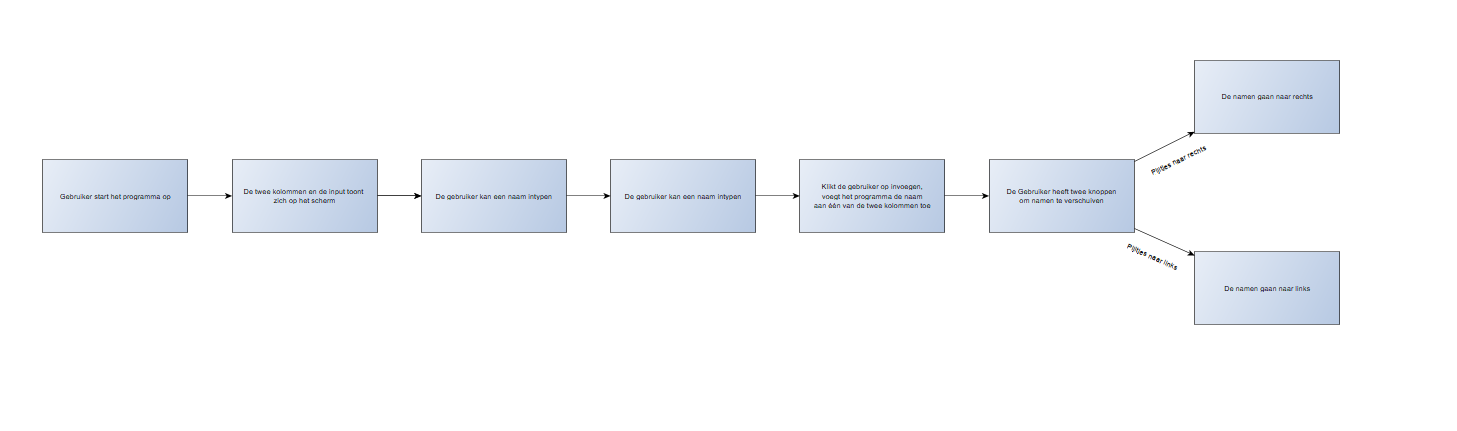 Gebruiker start het programma op
De twee kolommen en de input toont
zich op het scherm
De gebruiker kan een naam intypen
De gebruiker kan een naam intypen
Klikt de gebruiker op invoegen,
voegt het programma de naam
aan één van de twee kolommen toe
De Gebruiker heeft twee knoppen
om namen te verschuiven
Pijltjes naar rechts
De namen gaan naar rechts
Pijltjes naar links
De namen gaan naar links